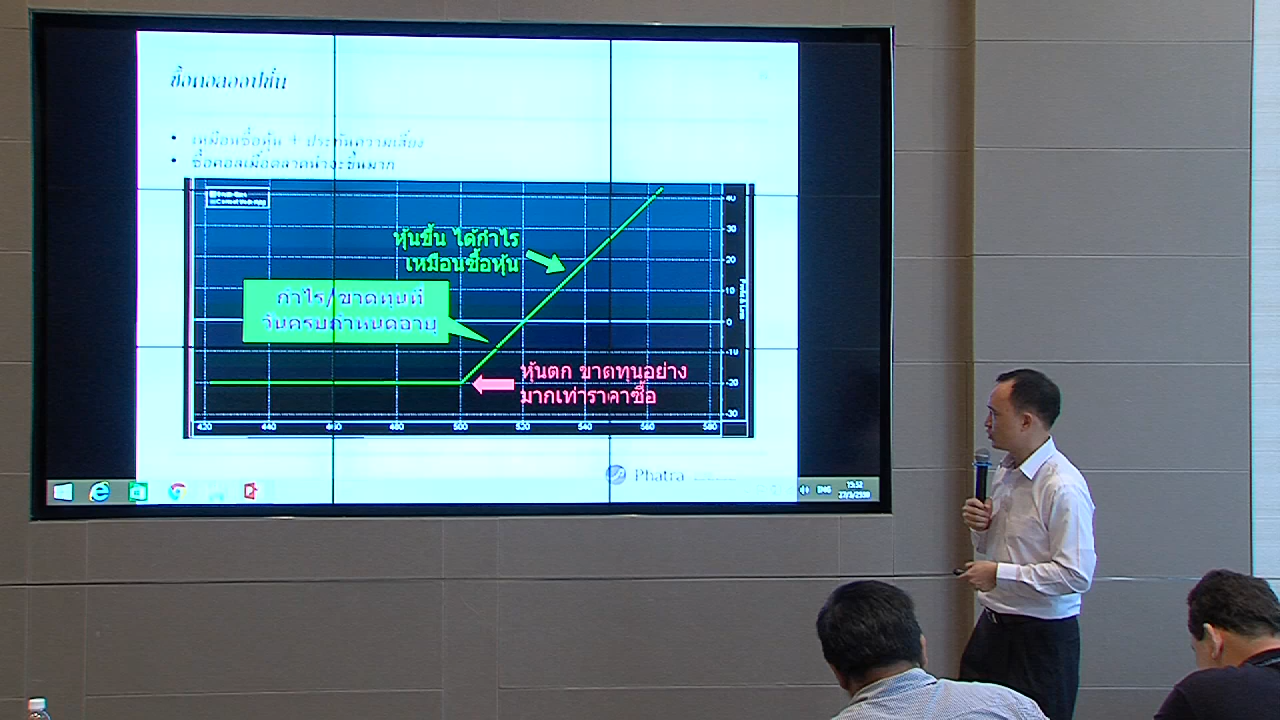 ซื้อคอลออปชั่น
• เหมือนซื้อหุ้น + ประกันความเสี่ยง
• ซื้อคอลเมื่อตลาดน่าจะขึ้นมาก
หุ้นขึ้น ได้กำไร
เหมือนซื้อหุ้น
กำไร/ขาดทุนที่
วันครบกำหนดอายุ
หุ้นตก ขาดทุนอย่าง
มากเท่าราคาซื้อ
40
30
20
10
0
-10
-20
-30
420 440 460 480 500 520 540 560 580
Phatra
ENG
15:52